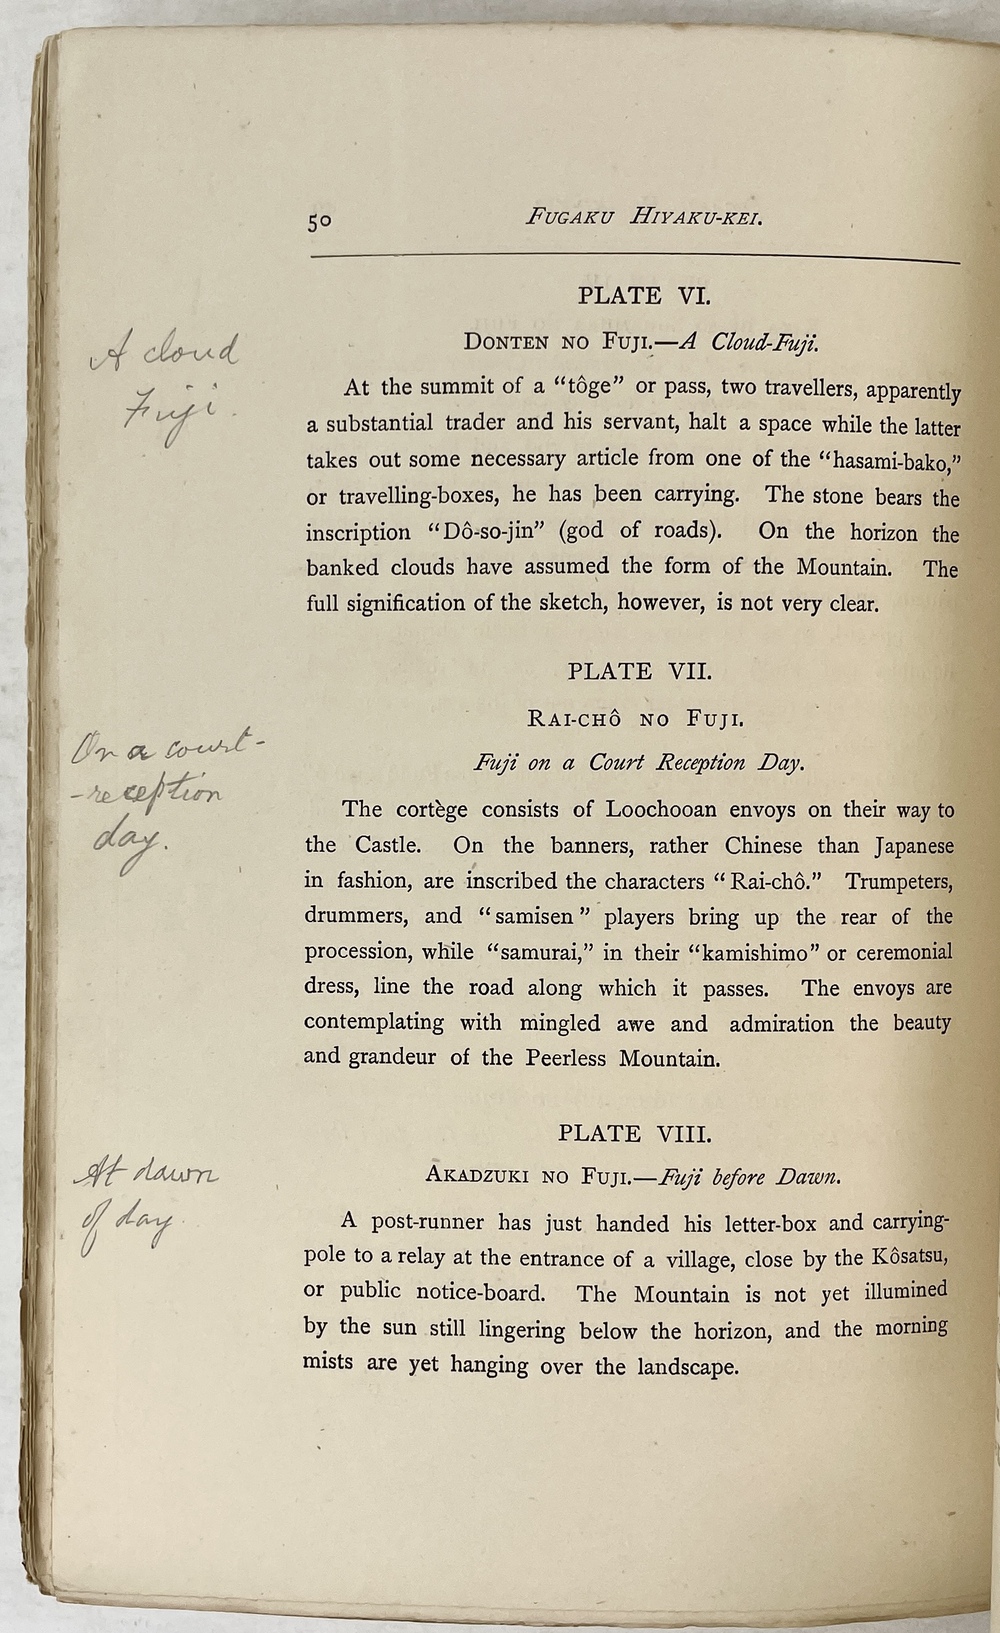 50
FUGAKU HIYAKU-KEI.
PLATE VI.
DONTEN NO FUJI.—A Cloud-Fuji.
A cloud
Fuji.
At the summit of a “tôge” or pass, two travellers, apparently
a substantial trader and his servant, halt a space while the latter
takes out some necessary article from one of the “hasami-bako,”
or travelling-boxes, he has been carrying. The stone bears the
inscription “Dô-so-jin” (god of roads). On the horizon the
banked clouds have assumed the form of the Mountain. The
full signification of the sketch, however, is not very clear.
PLATE VII.
RAI-CHÔ NO FUJI.
Fuji on a Court Reception Day.
On a court-
-reception
day.
The cortège consists of Loochooan envoys on their way to
the Castle. On the banners, rather Chinese than Japanese
in fashion, are inscribed the characters “Rai-chô.” Trumpeters,
drummers, and “samisen” players bring up the rear of the
procession, while “samurai,” in their “kamishimo” or ceremonial
dress, line the road along which it passes. The envoys are
contemplating with mingled awe and admiration the beauty
and grandeur of the Peerless Mountain.
PLATE VIII.
AKADZUKI NO FUJI.—Fuji before Dawn.
At dawn
of day.
A post-runner has just handed his letter-box and carrying-
pole to a relay at the entrance of a village, close by the Kôsatsu,
or public notice-board. The Mountain is not yet illumined
by the sun still lingering below the horizon, and the morning
mists are yet hanging over the landscape.